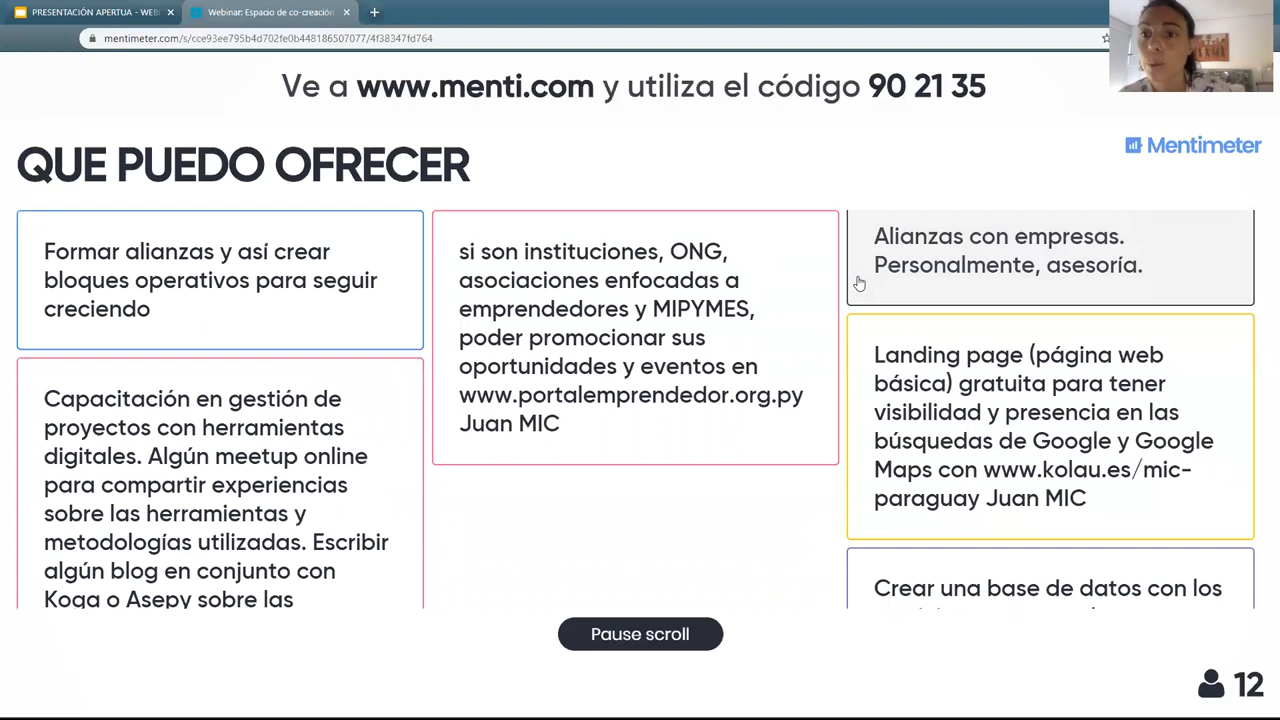 PRESENTACIÓN APERTUA - WEBI
Webinar: Espacio de co-creación
mentimeter.com/s/cce93ee795b4d702fe0b448186507077/4f38347fd764
Ve a www.menti.com y utiliza el código 90 21 35
Mentimeter
QUE PUEDO OFRECER
Formar alianzas y así crear
bloques operativos para seguir
creciendo
Capacitación en gestión de
proyectos con herramientas
digitales. Algún meetup online
para compartir experiencias
sobre las herramientas y
metodologías utilizadas. Escribir
algún blog en conjunto con
Koga o Asepy sobre las
si son instituciones, ONG,
asociaciones enfocadas a
emprendedores y MIPYMES,
poder promocionar sus
oportunidades y eventos en
www.portalemprendedor.org.py
Juan MIC
Alianzas con empresas.
Personalmente, asesoría.
Landing page (página web
básica) gratuita para tener
visibilidad y presencia en las
búsquedas de Google y Google
Maps con www.kolau.es/mic-
paraguay Juan MIC
Crear una base de datos con los
Pause scroll
12